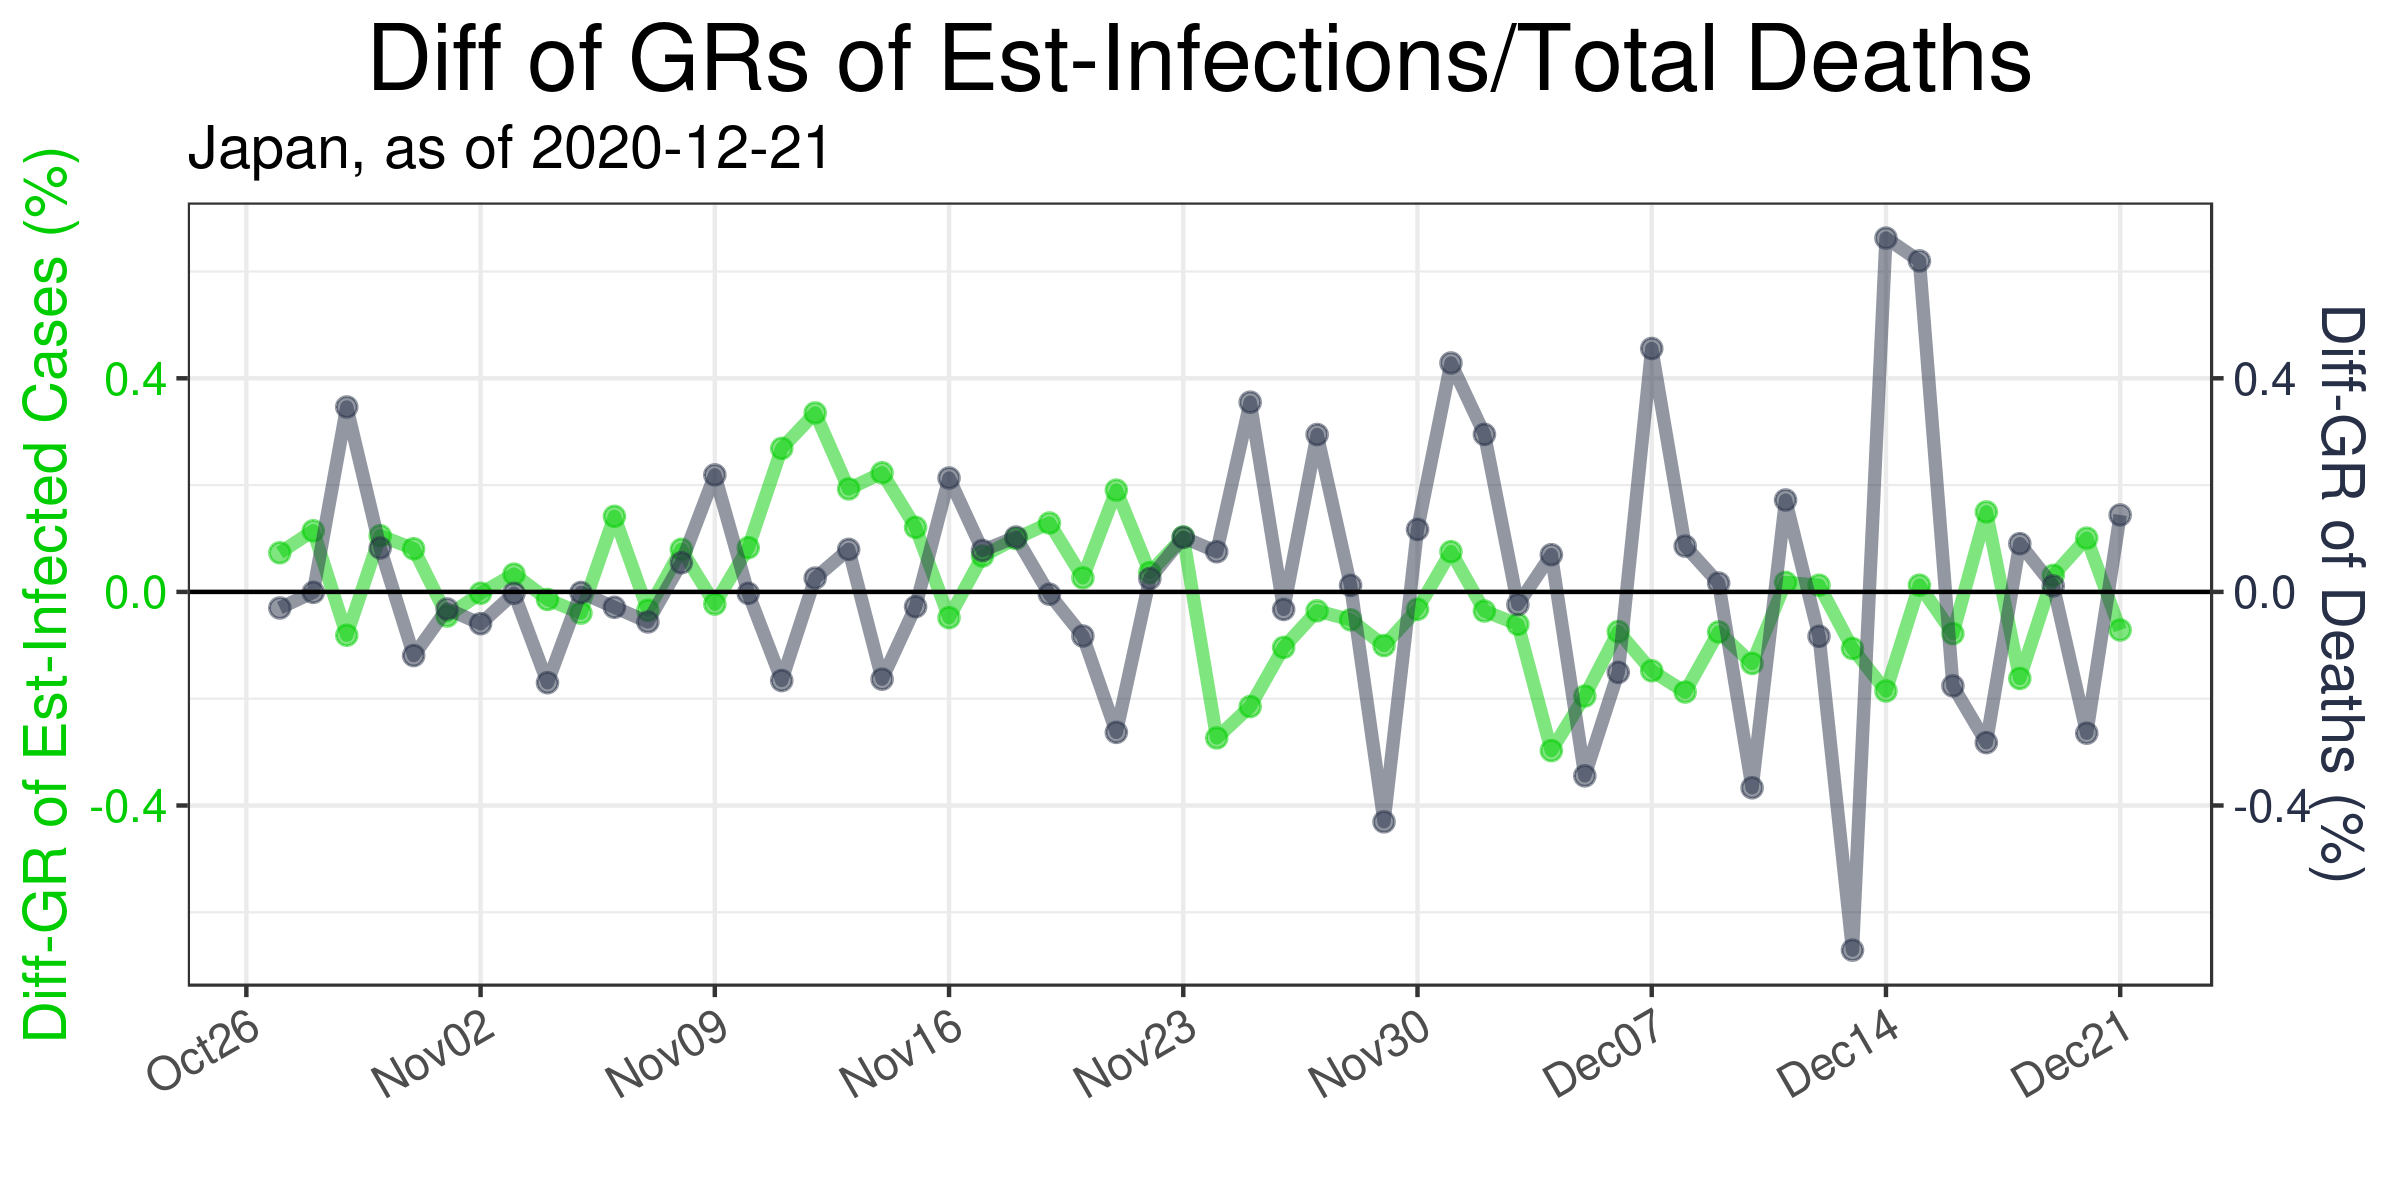 Diff of GRs of Est-Infections/Total Deaths
Japan, as of 2020-12-21
Diff-GR of Est-Infected Cases (%)
0.4
0.0
-0.4
0.4
0.0
-0.4
Diff-GR of Deaths (%)
Oct26
Nov02
Nov09
Nov16
Nov23
Nov30
Dec07
Dec14
Dec21